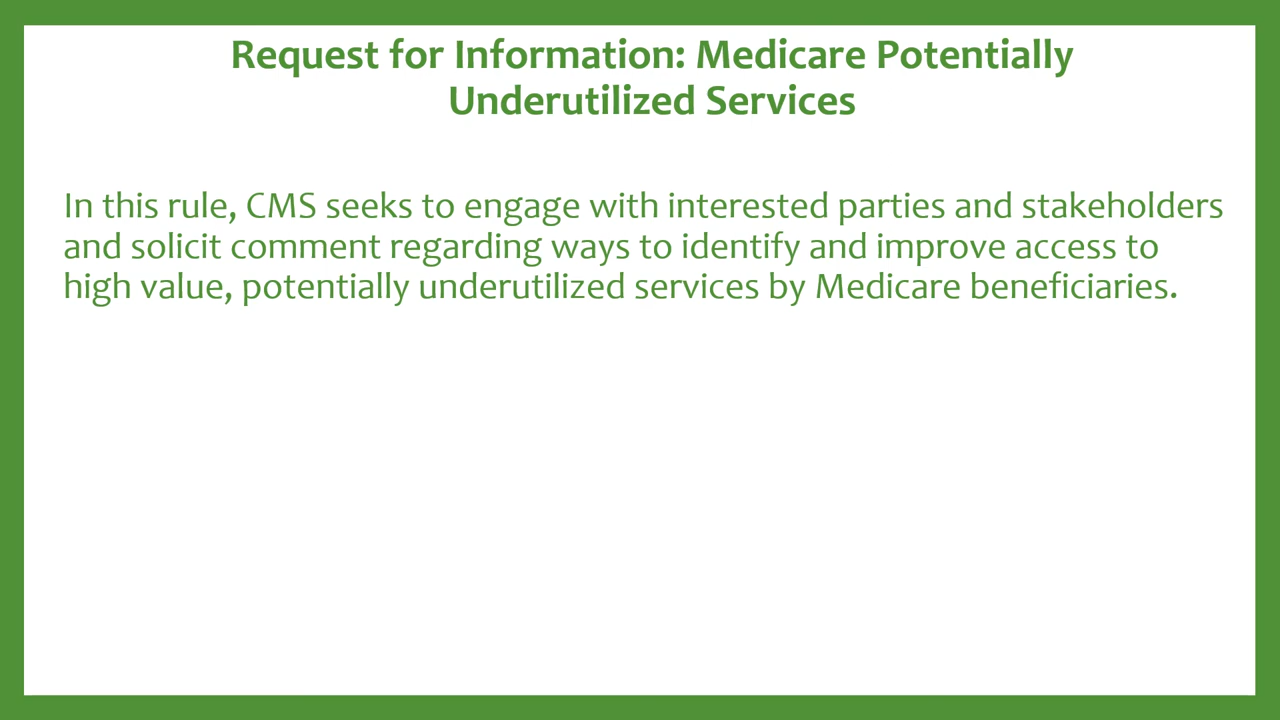 Request for Information: Medicare Potentially
Underutilized Services
In this rule, CMS seeks to engage with interested parties and stakeholders
and solicit comment regarding ways to identify and improve access to
high value, potentially underutilized services by Medicare beneficiaries.